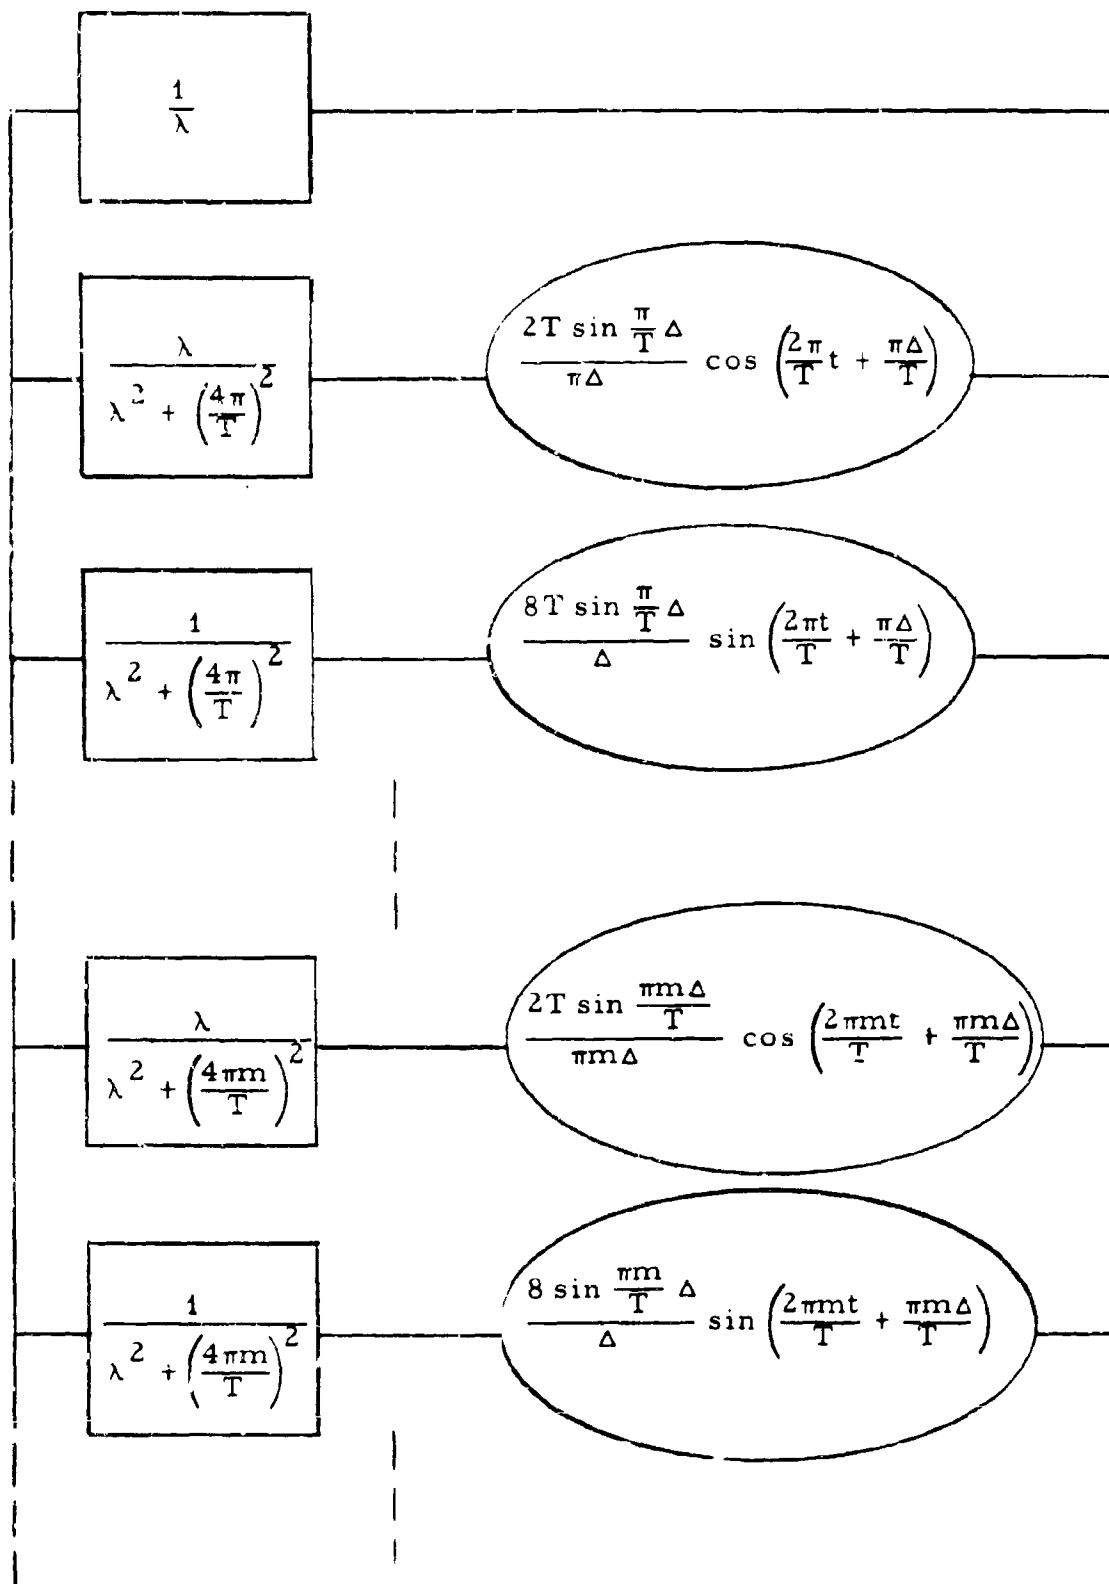 1/λ
λ / (λ² + (4π/T)²)
2T sin π/T Δ / πΔ cos (2π/T t + πΔ/T)
1 / (λ² + (4π/T)²)
8T sin π/T Δ / Δ sin (2πt/T + πΔ/T)
λ / (λ² + (4πm/T)²)
2T sin πmΔ/T / πmΔ cos (2πmt/T + πmΔ/T)
1 / (λ² + (4πm/T)²)
8 sin πm/T Δ / Δ sin (2πmt/T + πmΔ/T)